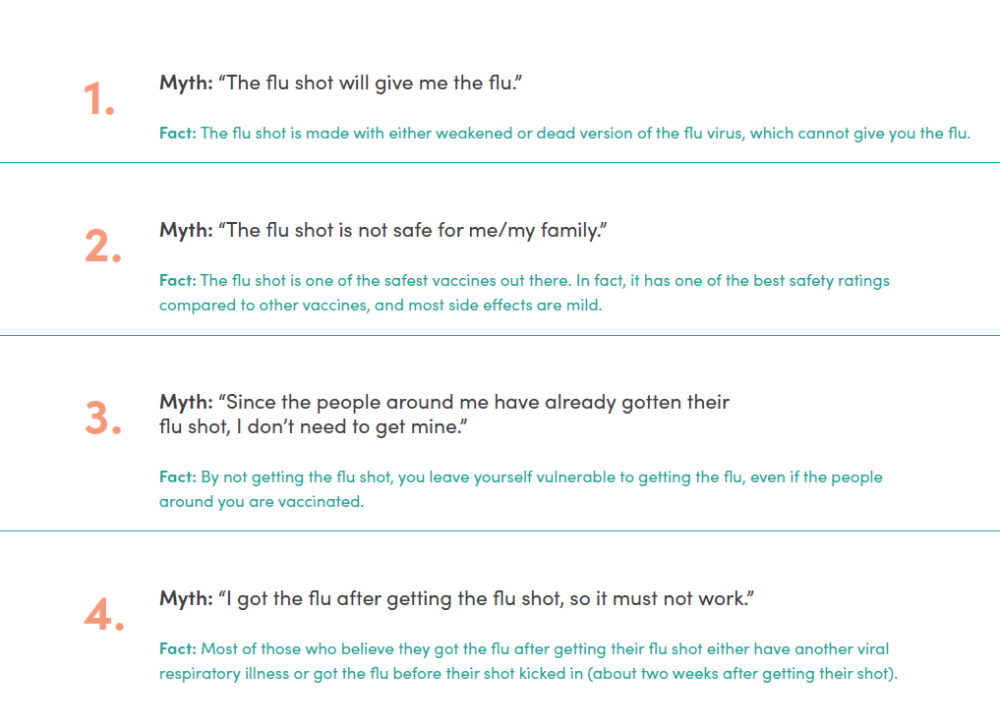 1.
Myth: “The flu shot will give me the flu.”
Fact: The flu shot is made with either weakened or dead version of the flu virus, which cannot give you the flu.
2.
Myth: “The flu shot is not safe for me/my family.”
Fact: The flu shot is one of the safest vaccines out there. In fact, it has one of the best safety ratings
compared to other vaccines, and most side effects are mild.
3.
Myth: “Since the people around me have already gotten their
flu shot, I don’t need to get mine.”
Fact: By not getting the flu shot, you leave yourself vulnerable to getting the flu, even if the people
around you are vaccinated.
4.
Myth: “I got the flu after getting the flu shot, so it must not work.”
Fact: Most of those who believe they got the flu after getting their flu shot either have another viral
respiratory illness or got the flu before their shot kicked in (about two weeks after getting their shot).